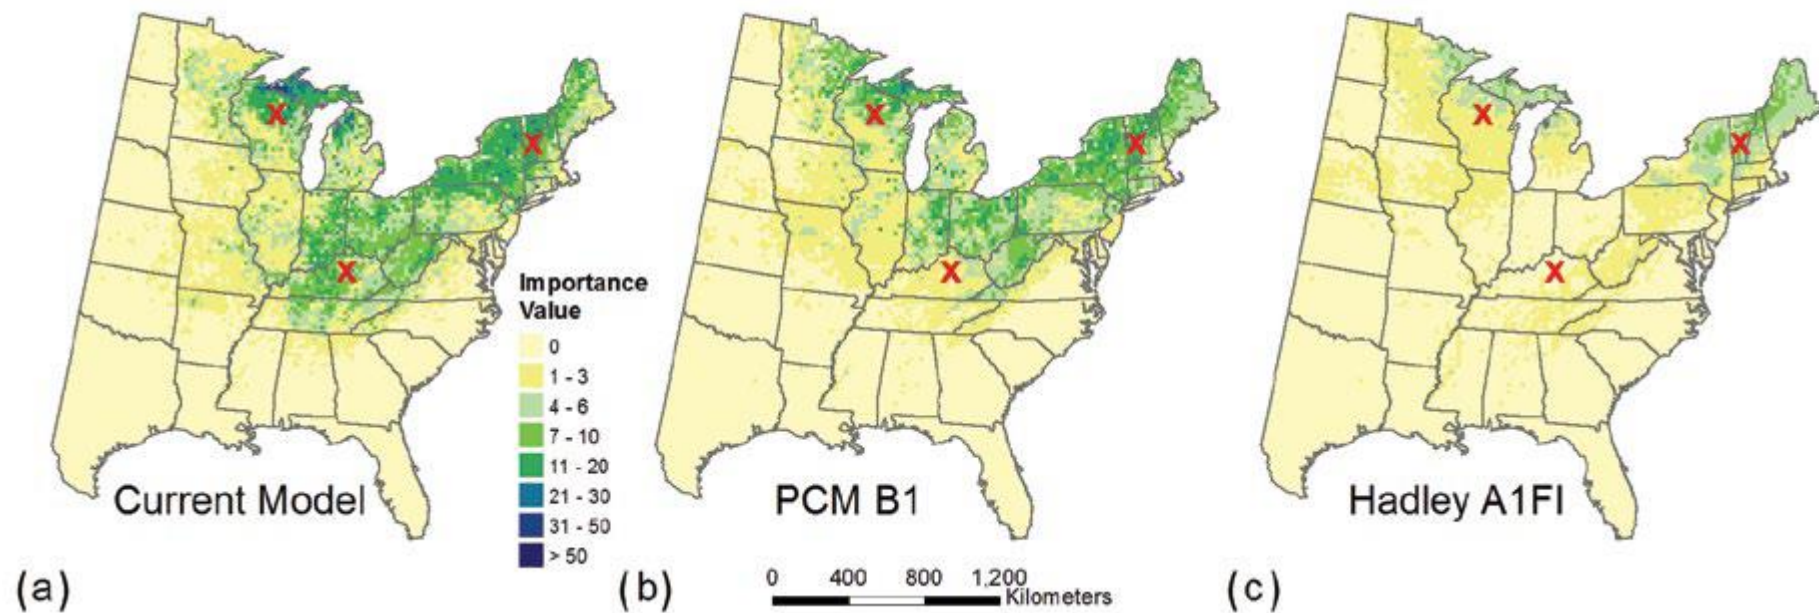 Importance
Value
0
1 - 3
4 - 6
7 - 10
11 - 20
21 - 30
31 - 50
> 50
X
X
X
Current Model
(a)
X
X
X
PCM B1
(b)
0 400 800 1,200
Kilometers
X
X
X
Hadley A1FI
(c)